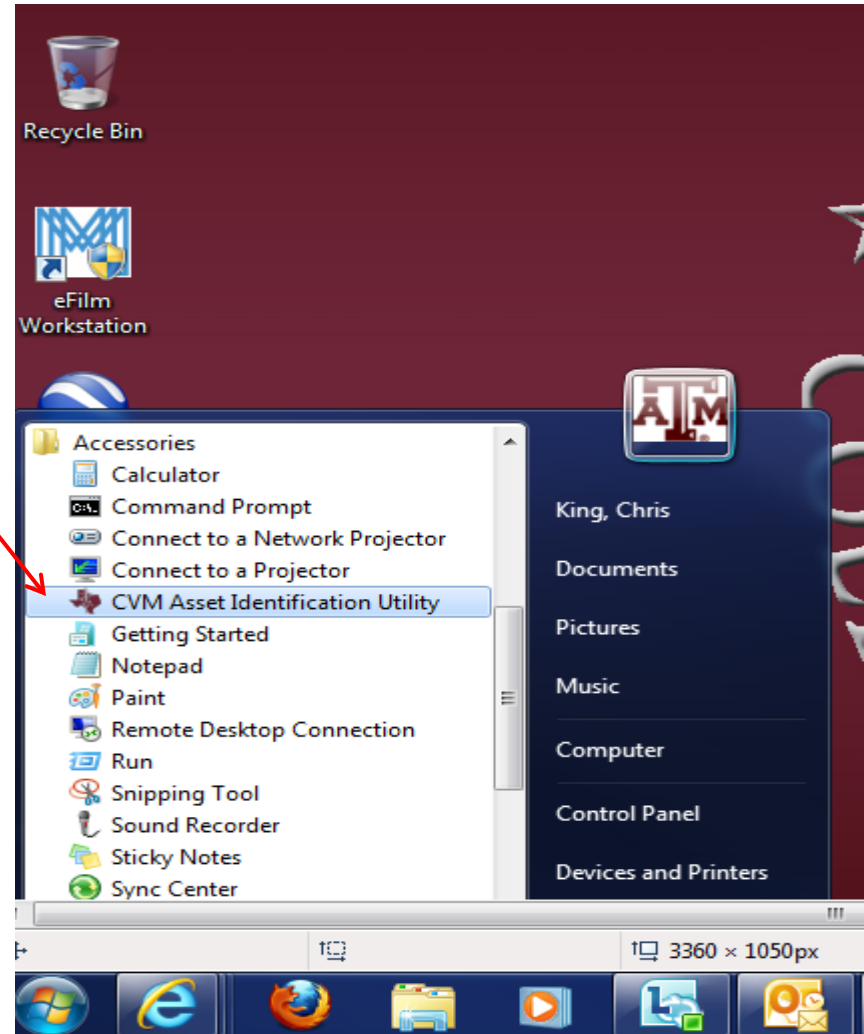 Recycle Bin
eFilm
Workstation
Accessories
Calculator
Command Prompt
Connect to a Network Projector
Connect to a Projector
CVM Asset Identification Utility
Getting Started
Notepad
Paint
Remote Desktop Connection
Run
Snipping Tool
Sound Recorder
Sticky Notes
Sync Center
ATM
King, Chris
Documents
Pictures
Music
Computer
Control Panel
Devices and Printers
3360 × 1050px